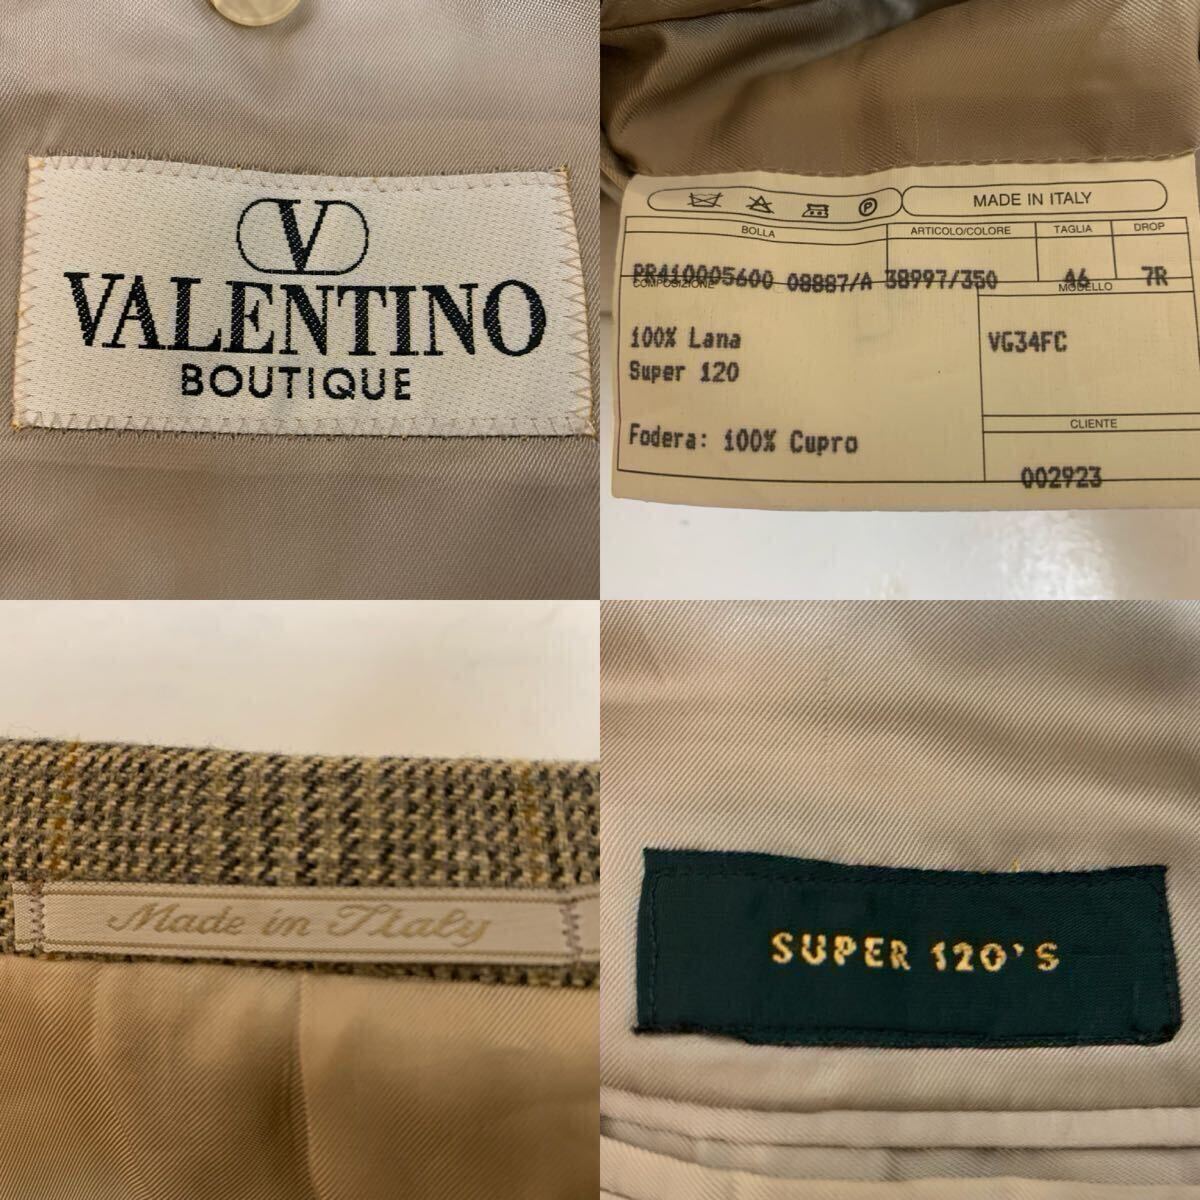 V
VALENTINO
BOUTIQUE
P
MADE IN ITALY
BOLLA
ARTICOLO/COLORE
TAGLIA
DROP
PR410005600 08887/A 38997/350 46 7R
COMPOSIZIONE
MODELLO
100% Lana
Super 120
VG34FC
Fodera: 100% Cupro
CLIENTE
002923
Made in Italy
SUPER 120'S